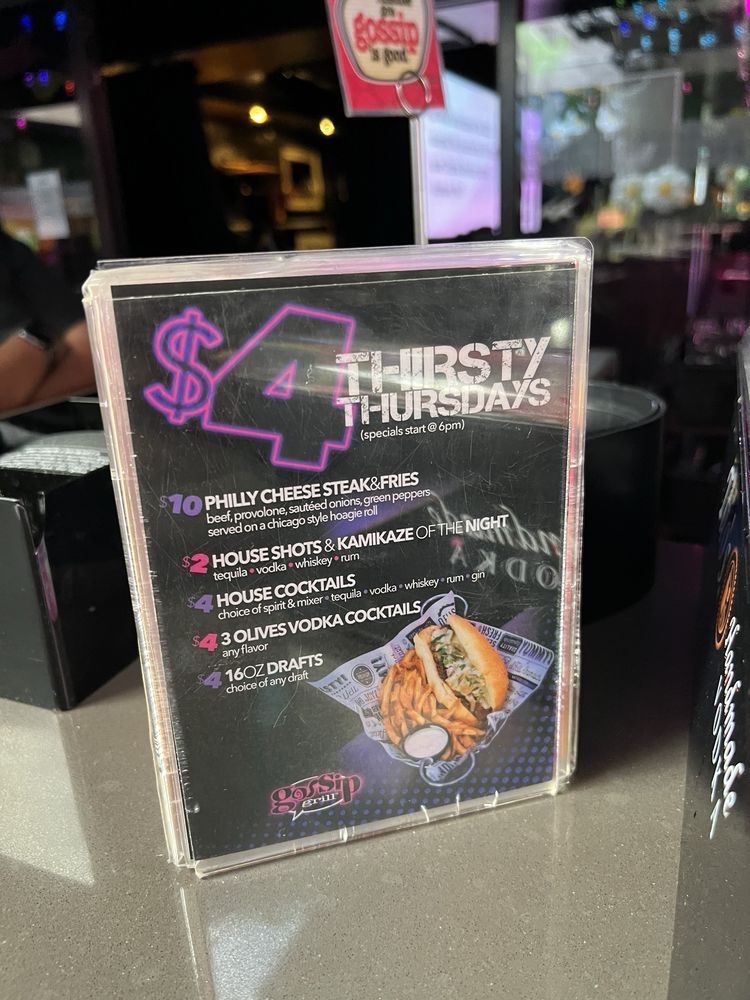 gossip
is good.
$4 THIRSTY
THURSDAYS
(specials start @ 6pm)
$10 PHILLY CHEESE STEAK&FRIES
beef, provolone, sautéed onions, green peppers
served on a chicago style hoagie roll
$2 HOUSE SHOTS & KAMIKAZE OF THE NIGHT
tequila • vodka • whiskey • rum
$4 HOUSE COCKTAILS
choice of spirit & mixer • tequila • vodka • whiskey • rum • gin
$4 3 OLIVES VODKA COCKTAILS
any flavor
$4 16OZ DRAFTS
choice of any draft
gossip
grill